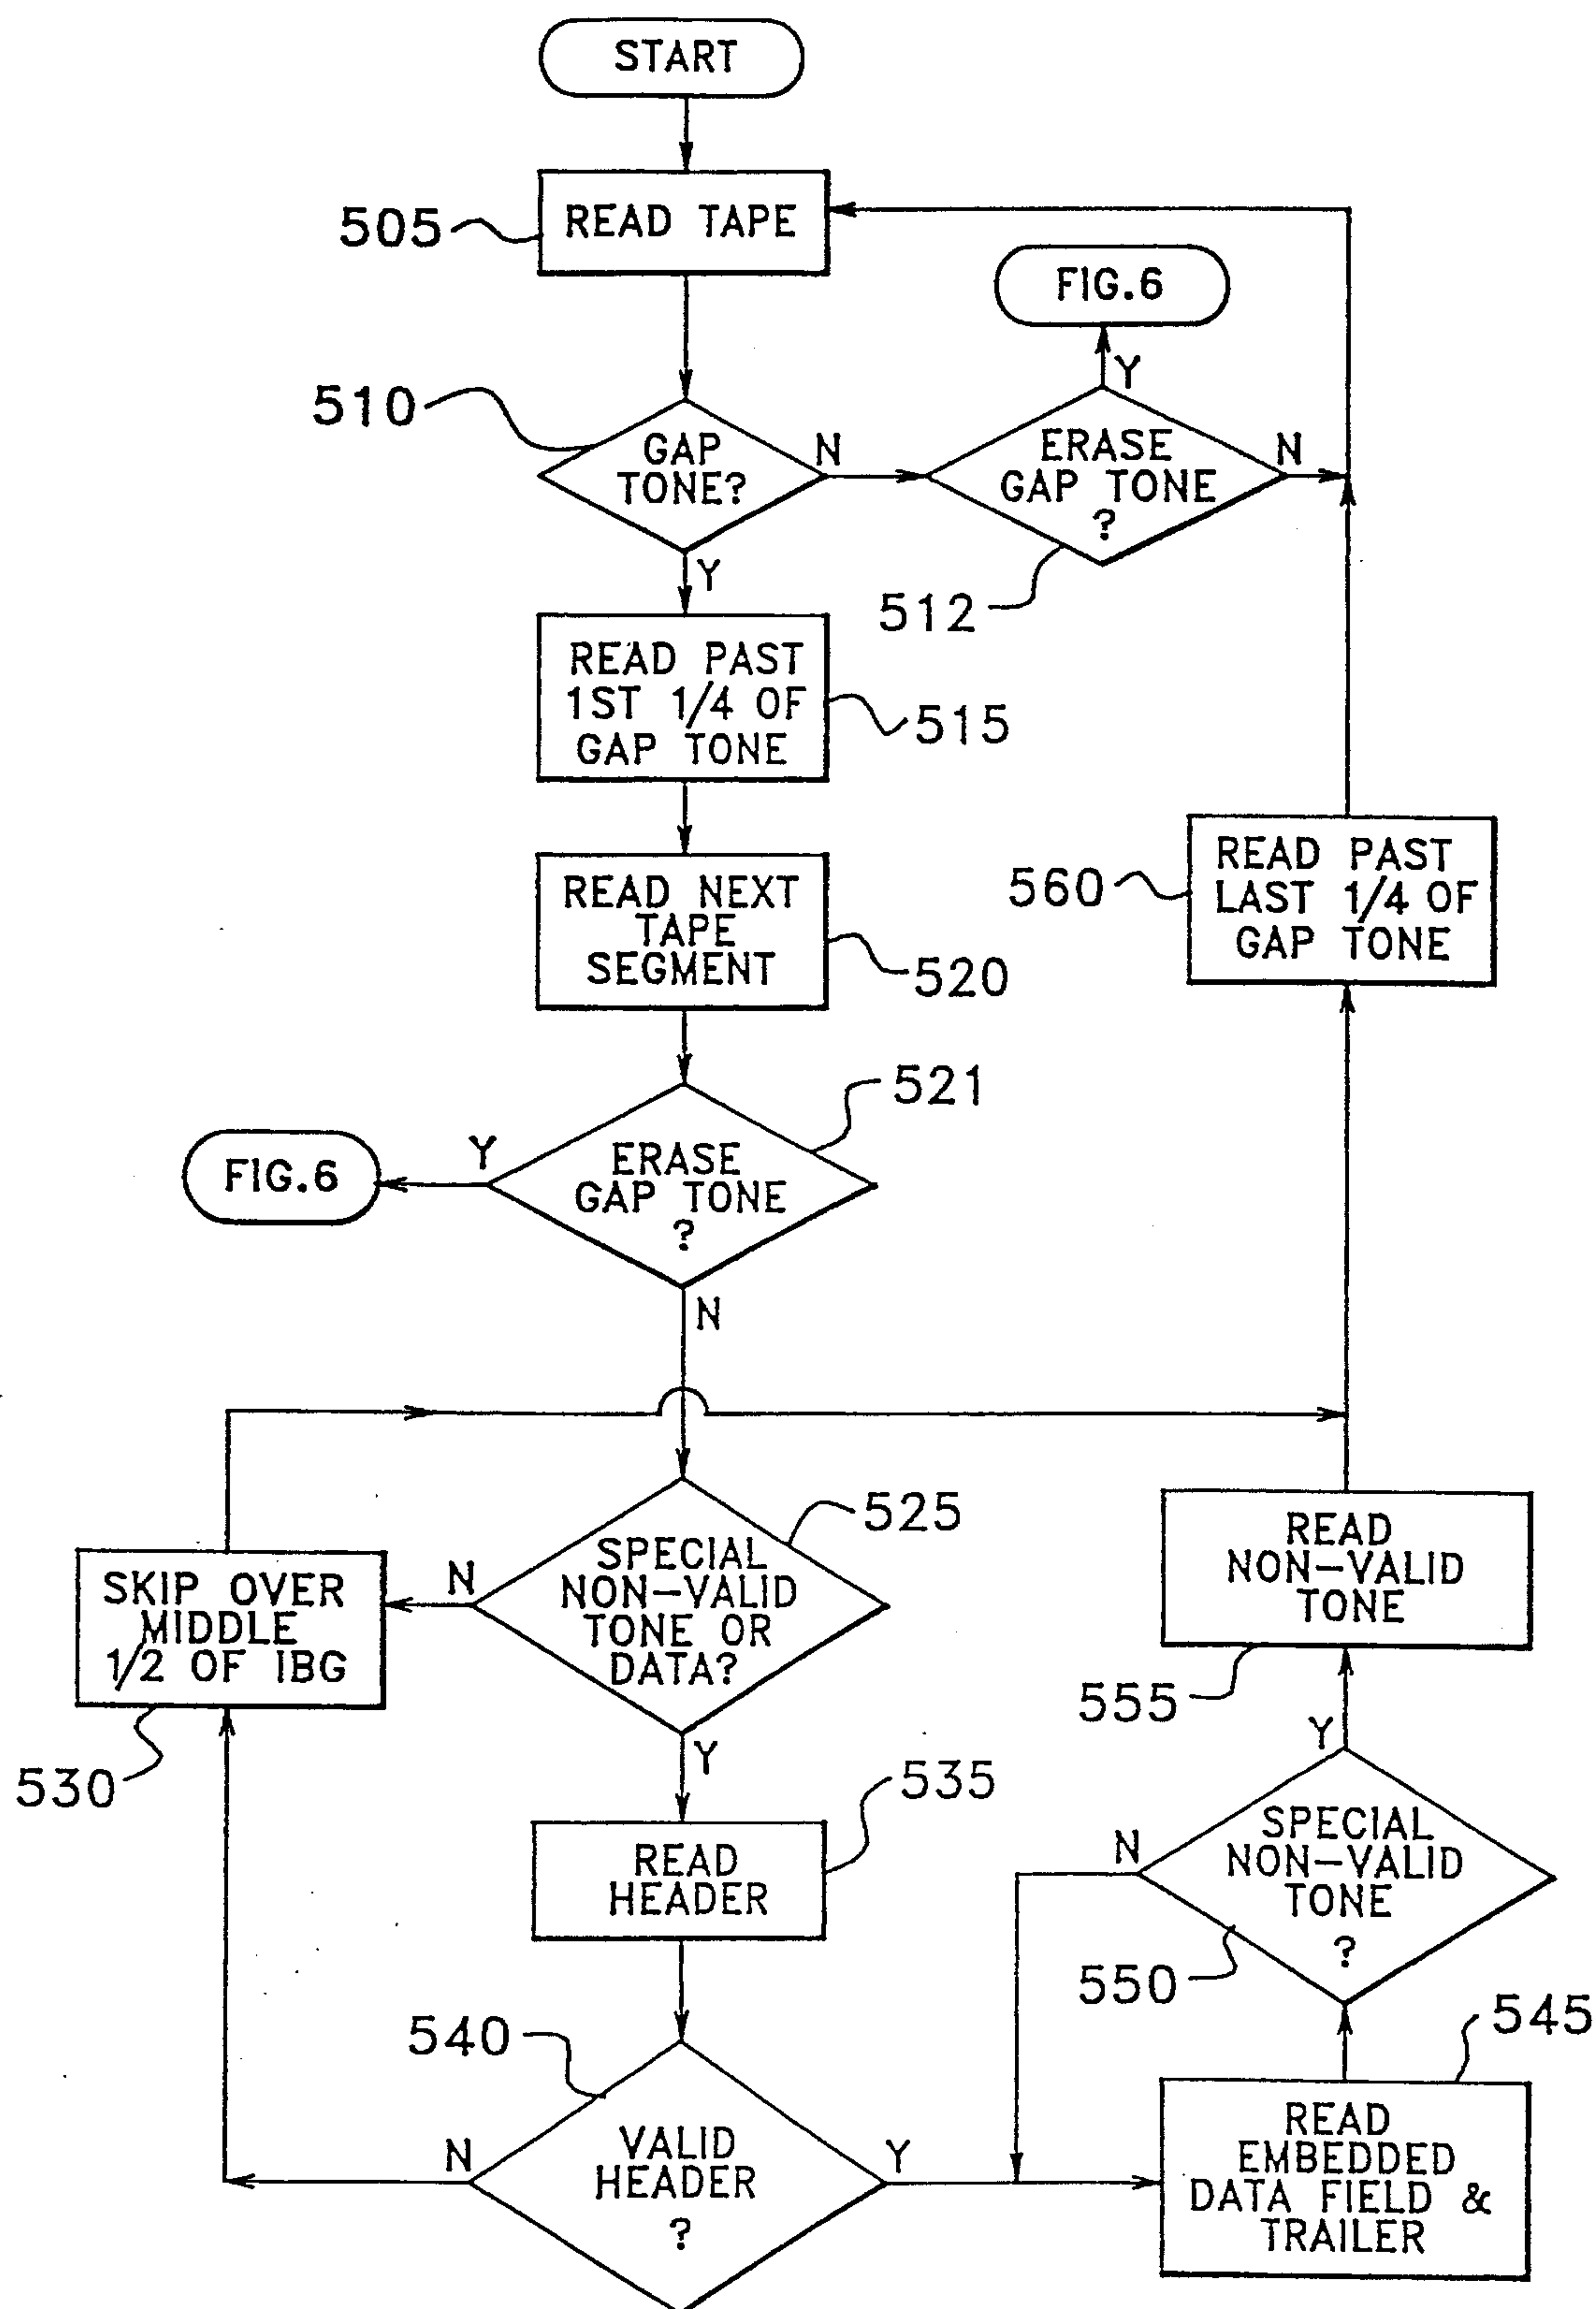 START
READ TAPE
505
FIG.6
Y
510
GAP
TONE?
N
ERASE
GAP TONE
?
N
512
Y
READ PAST
1ST 1/4 OF
GAP TONE
515
READ NEXT
TAPE
SEGMENT
520
READ PAST
LAST 1/4 OF
GAP TONE
560
521
FIG.6
Y
ERASE
GAP TONE
?
N
525
SPECIAL
NON-VALID
TONE OR
DATA?
N
SKIP OVER
MIDDLE
1/2 OF IBG
530
Y
READ
NON-VALID
TONE
555
Y
535
READ
HEADER
SPECIAL
NON-VALID
TONE
?
N
550
540
VALID
HEADER
?
N
Y
545
READ
EMBEDDED
DATA FIELD &
TRAILER